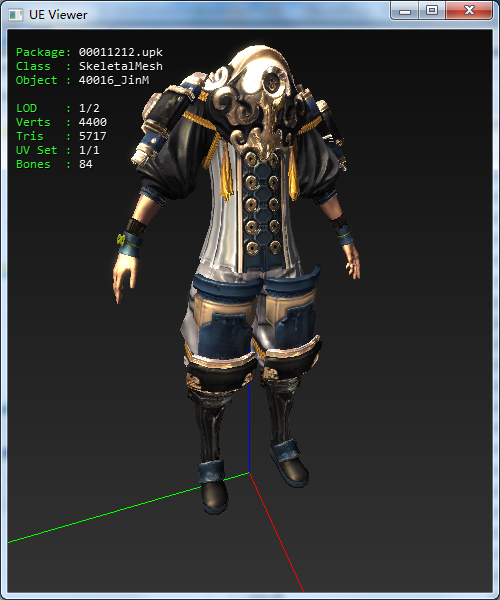 UE Viewer
Package: 00011212.upk
Class : SkeletalMesh
Object : 40016_JinM
LOD : 1/2
Verts : 4400
Tris : 5717
UV Set : 1/1
Bones : 84